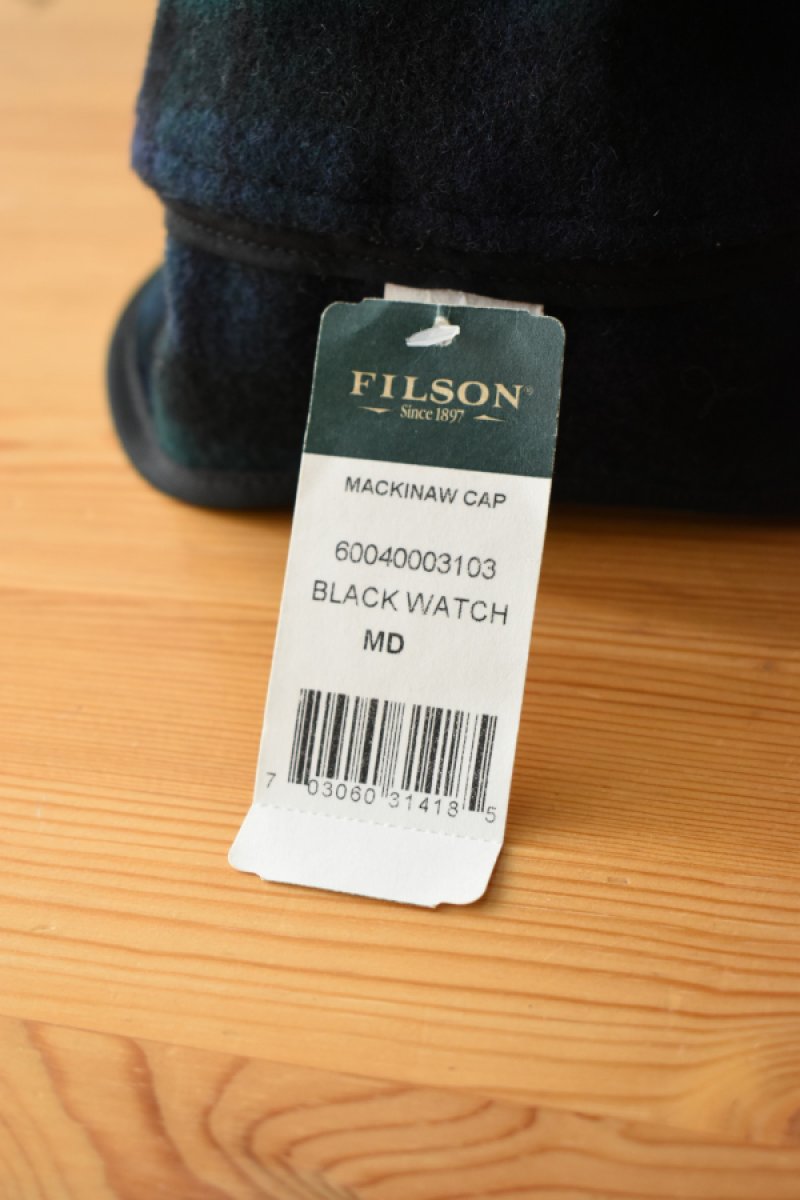 FILSON®
Since 1897
MACKINAW CAP
60040003103
BLACK WATCH
MD
7 03060 31418 5